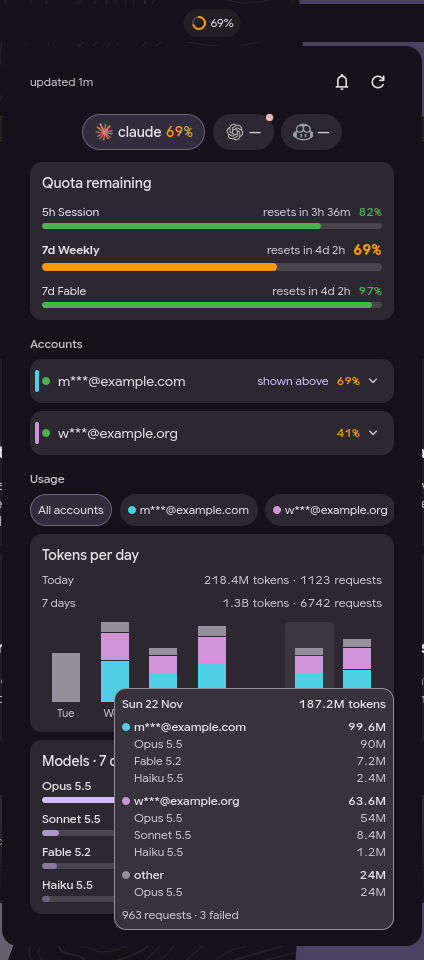 69%
updated 1m
claude 69% — —
Quota remaining
5h Session resets in 3h 36m 82%
7d Weekly resets in 4d 2h 69%
7d Fable resets in 4d 2h 97%
Accounts
m***@example.com shown above 69%
w***@example.org 41%
Usage
All accounts m***@example.com w***@example.org
Tokens per day
Today 218.4M tokens · 1123 requests
7 days 1.3B tokens · 6742 requests
Tue
Sun 22 Nov 187.2M tokens
m***@example.com 99.6M
Opus 5.5 90M
Fable 5.2 7.2M
Haiku 5.5 2.4M
w***@example.org 63.6M
Opus 5.5 54M
Sonnet 5.5 8.4M
Haiku 5.5 1.2M
other 24M
Opus 5.5 24M
963 requests · 3 failed
Models · 7
Opus 5.5
Sonnet 5.5
Fable 5.2
Haiku 5.5